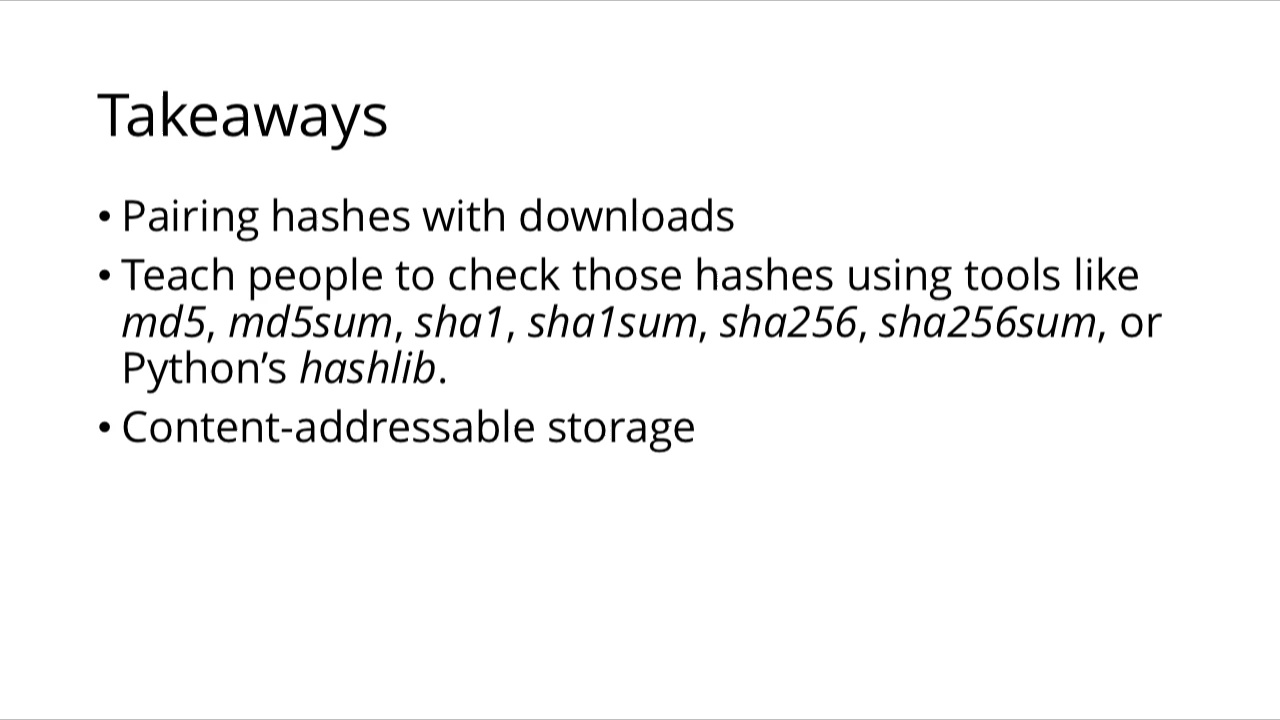 Takeaways
• Pairing hashes with downloads
• Teach people to check those hashes using tools like
md5, md5sum, sha1, sha1sum, sha256, sha256sum, or
Python’s hashlib.
• Content-addressable storage